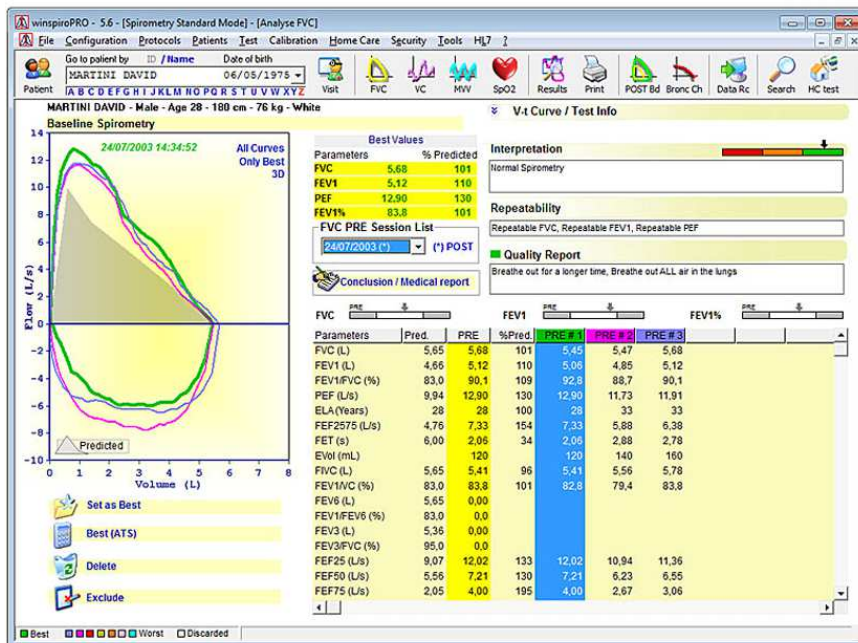 winspiroPRO - 5.6 - [Spirometry Standard Mode] - [Analyse FVC]
File Configuration Protocols Patients Test Calibration Home Care Security Tools HL7 ?
Go to patient by ID / Name Date of birth
MARTINI DAVID 06/05/1975
A B C D E F G H I J K L M N O P Q R S T U V W X Y Z
Patient Visit FVC VC MVV SpO2 Results Print POST Bd Bronc Ch Data Rc Search HC test
MARTINI DAVID - Male - Age 28 - 180 cm - 76 kg - White
Baseline Spirometry
24/07/2003 14:34:52
All Curves
Only Best
3D
14
12
10
8
6
4
2
0
-2
-4
-6
-8
-10
Flow (L/s)
Predicted
0 1 2 3 4 5 6 7 8
Volume (L)
Set as Best
Best (ATS)
Delete
Exclude
Best Values
Parameters % Predicted
FVC 5,68 101
FEV1 5,12 110
PEF 12,90 130
FEV1% 83,8 101
FVC PRE Session List
24/07/2003 (*) (*) POST
Conclusion / Medical report
V-t Curve / Test Info
Interpretation
Normal Spirometry
Repeatability
Repeatable FVC, Repeatable FEV1, Repeatable PEF
Quality Report
Breathe out for a longer time, Breathe out ALL air in the lungs
FVC PRE FEV1 PRE FEV1% PRE
Parameters Pred. PRE %Pred. PRE # 1 PRE # 2 PRE # 3
FVC (L) 5,65 5,68 101 5,45 5,47 5,68
FEV1 (L) 4,66 5,12 110 5,06 4,85 5,12
FEV1/FVC (%) 83,0 90,1 109 92,8 88,7 90,1
PEF (L/s) 9,94 12,90 130 12,90 11,73 11,91
ELA (Years) 28 28 100 28 33 33
FEF2575 (L/s) 4,76 7,33 154 7,33 5,88 6,38
FET (s) 6,00 2,06 34 2,06 2,88 2,78
EVol (mL) 120 120 140 160
FIVC (L) 5,65 5,41 96 5,41 5,56 5,78
FEV1/VC (%) 83,0 83,8 101 82,8 79,4 83,8
FEV6 (L) 5,65 0,00
FEV1/FEV6 (%) 83,0 0,0
FEV3 (L) 5,36 0,00
FEV3/FVC (%) 95,0 0,0
FEF25 (L/s) 9,07 12,02 133 12,02 10,94 11,36
FEF50 (L/s) 5,56 7,21 130 7,21 6,23 6,55
FEF75 (L/s) 2,05 4,00 195 4,00 2,67 3,06
Best Worst Discarded